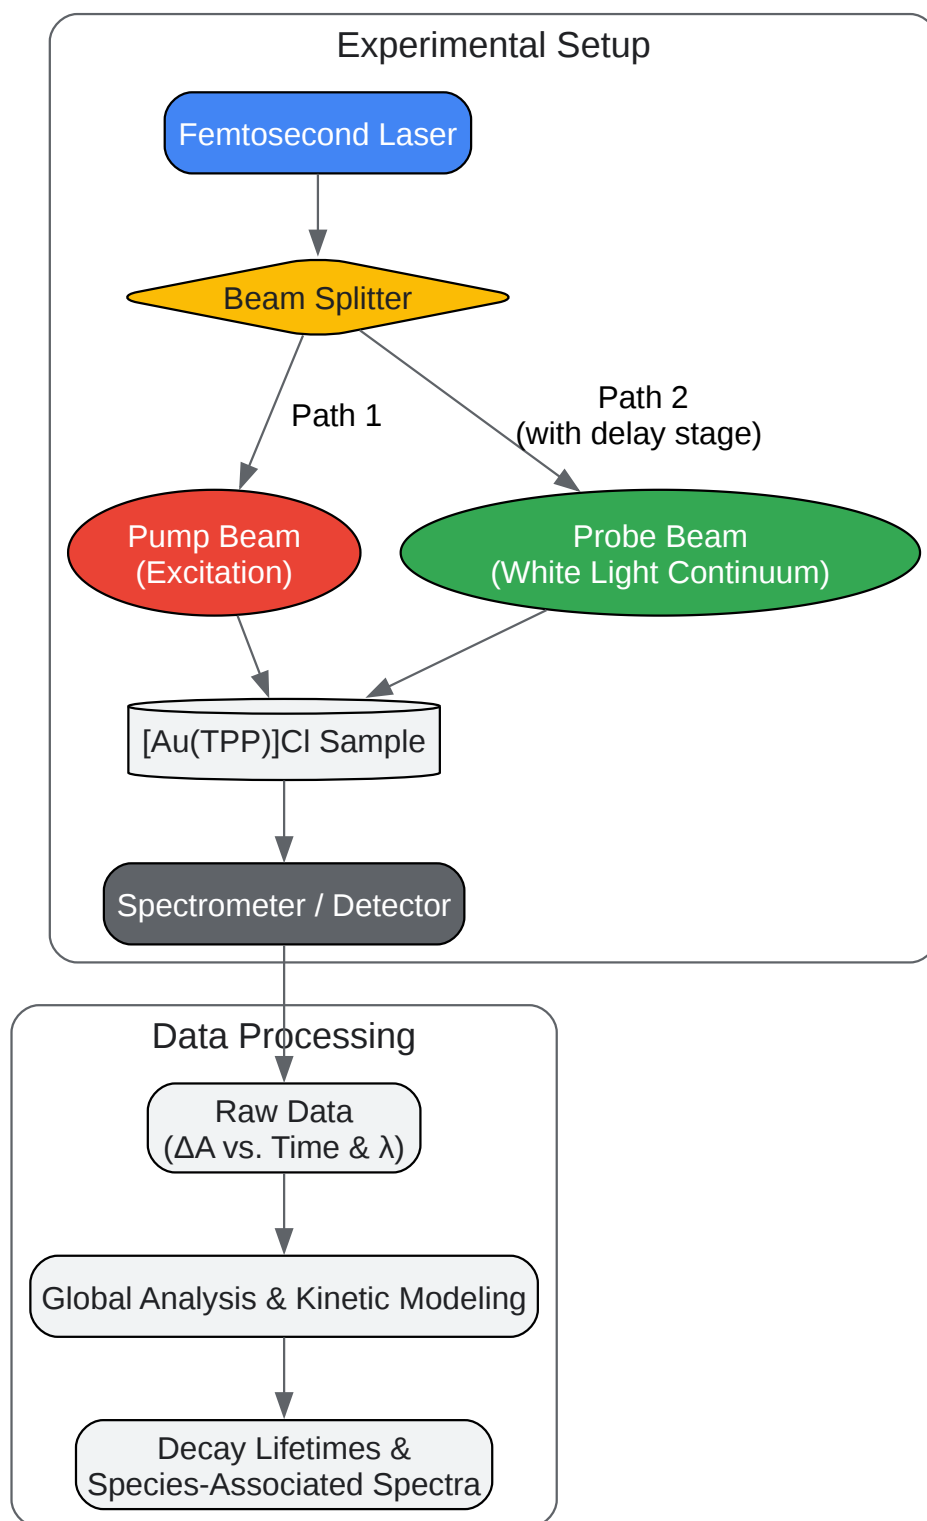 Experimental Setup
Femtosecond Laser
Beam Splitter
Path 1
Path 2
(with delay stage)
Pump Beam
(Excitation)
Probe Beam
(White Light Continuum)
[Au(TPP)]Cl Sample
Spectrometer / Detector
Data Processing
Raw Data
(ΔA vs. Time & λ)
Global Analysis & Kinetic Modeling
Decay Lifetimes &
Species-Associated Spectra